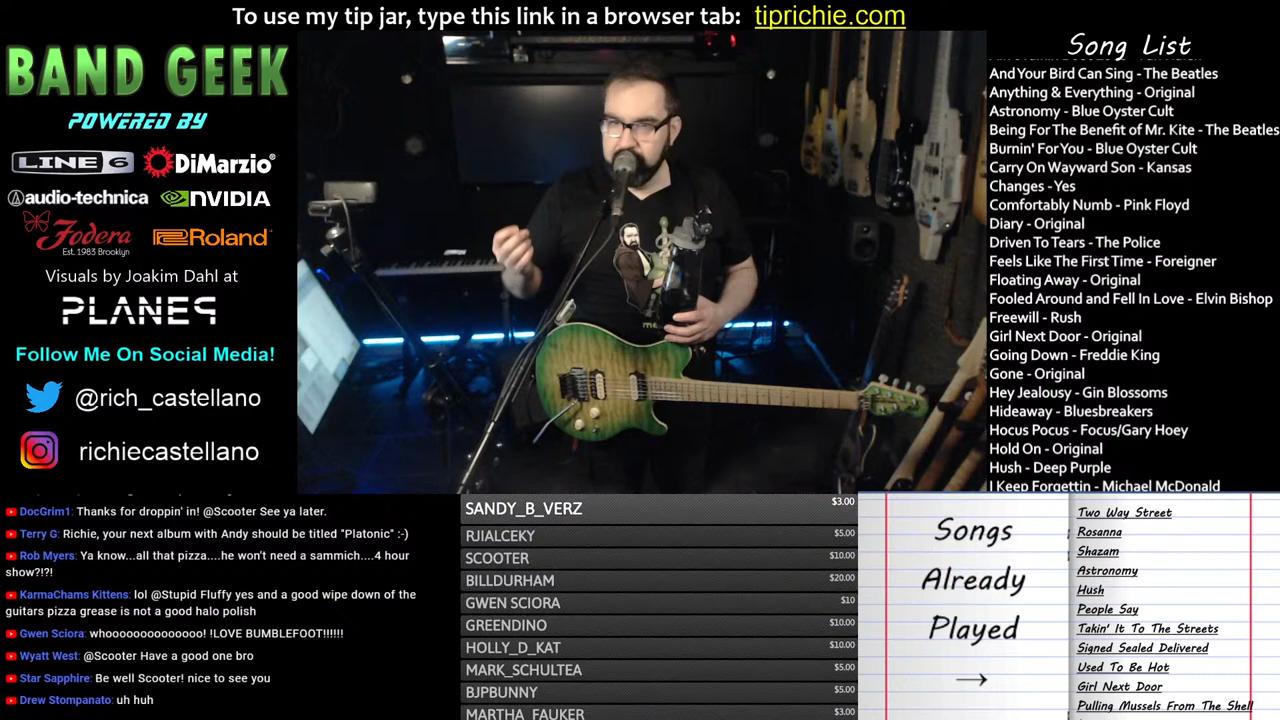 To use my tip jar, type this link in a browser tab: tiprichie.com
BAND GEEK
POWERED BY
LINE 6
DiMarzio®
audio-technica
NVIDIA
Fodera
Est. 1983 Brooklyn
Roland
Visuals by Joakim Dahl at
PLANE9
Follow Me On Social Media!
@rich_castellano
richiecastellano
Song List
And Your Bird Can Sing - The Beatles
Anything & Everything - Original
Astronomy - Blue Oyster Cult
Being For The Benefit of Mr. Kite - The Beatles
Burnin' For You - Blue Oyster Cult
Carry On Wayward Son - Kansas
Changes - Yes
Comfortably Numb - Pink Floyd
Diary - Original
Driven To Tears - The Police
Feels Like The First Time - Foreigner
Floating Away - Original
Fooled Around and Fell In Love - Elvin Bishop
Freewill - Rush
Girl Next Door - Original
Going Down - Freddie King
Gone - Original
Hey Jealousy - Gin Blossoms
Hideaway - Bluesbreakers
Hocus Pocus - Focus/Gary Hoey
Hold On - Original
Hush - Deep Purple
I Keep Forgettin - Michael McDonald
DocGrim1: Thanks for droppin' in! @Scooter See ya later.
Terry G: Richie, your next album with Andy should be titled "Platonic" :-)
Rob Myers: Ya know...all that pizza....he won't need a sammich....4 hour
show?!?!
KarmaChams Kittens: lol @Stupid Fluffy yes and a good wipe down of the
guitars pizza grease is not a good halo polish
Gwen Sciora: whoooooooooooooo! !LOVE BUMBLEFOOT!!!!!!
Wyatt West: @Scooter Have a good one bro
Star Sapphire: Be well Scooter! nice to see you
Drew Stompanato: uh huh
SANDY_B_VERZ $3.00
RJIALCEKY $5.00
SCOOTER $10.00
BILLDURHAM $20.00
GWEN SCIORA $10
GREENDINO $10.00
HOLLY_D_KAT $10.00
MARK_SCHULTEA $5.00
BJPBUNNY $5.00
MARTHA_FAUKER $3.00
Songs
Already
Played
→
Two Way Street
Rosanna
Shazam
Astronomy
Hush
People Say
Takin' It To The Streets
Signed Sealed Delivered
Used To Be Hot
Girl Next Door
Pulling Mussels From The Shell